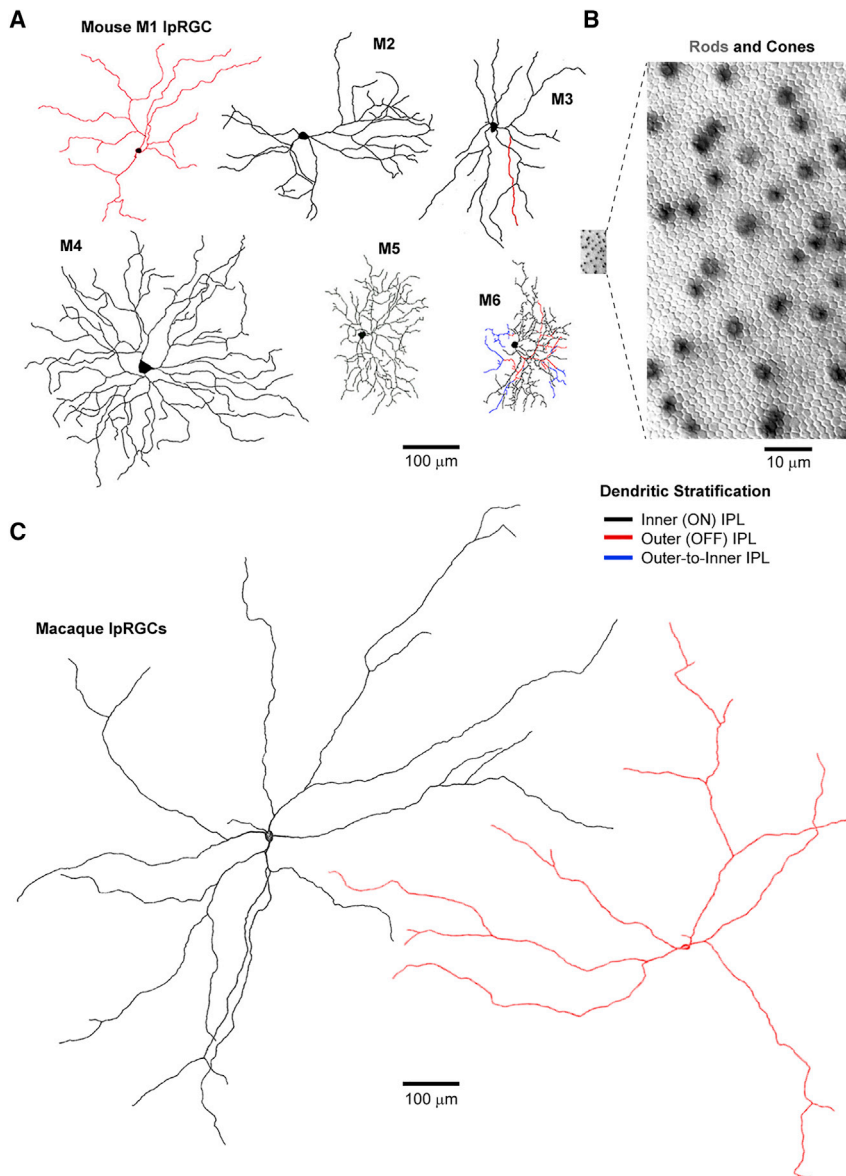 A
Mouse M1 IpRGC
M2
M3
M4
M5
M6
100 μm
B
Rods and Cones
10 μm
Dendritic Stratification
Inner (ON) IPL
Outer (OFF) IPL
Outer-to-Inner IPL
C
Macaque IpRGCs
100 μm